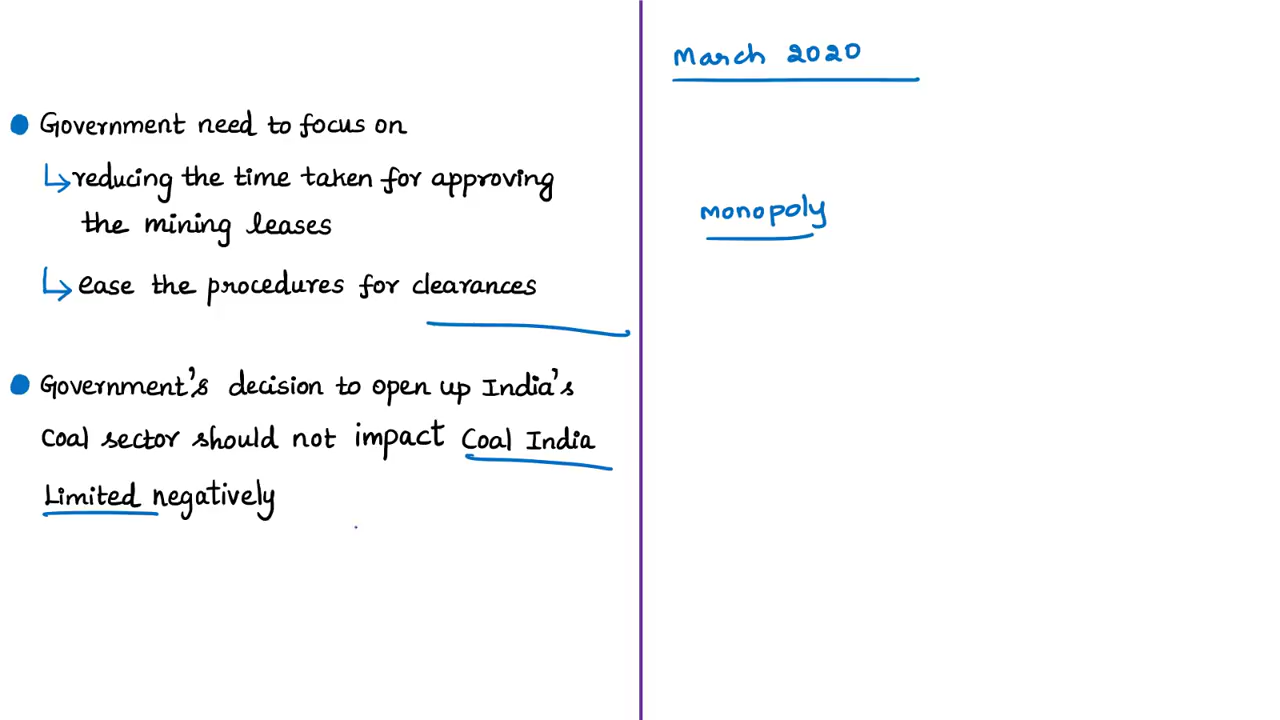 Government need to focus on
reducing the time taken for approving
the mining leases
ease the procedures for clearances
Government's decision to open up India's
Coal sector should not impact Coal India
Limited negatively
March 2020
monopoly